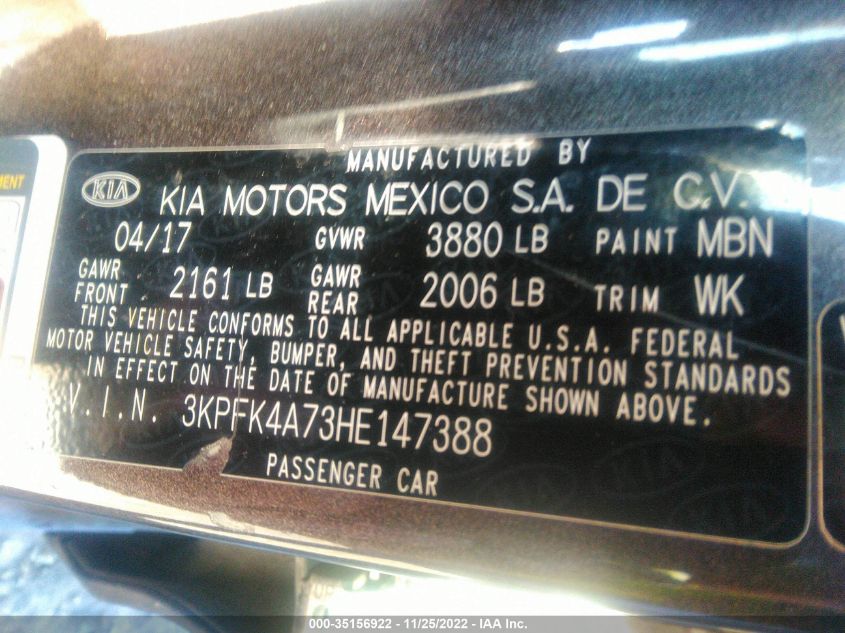 MENT
MANUFACTURED BY
KIA KIA MOTORS MEXICO S.A. DE C.V.
04/17 GVWR 3880 LB PAINT MBN
GAWR FRONT 2161 LB GAWR REAR 2006 LB TRIM WK
THIS VEHICLE CONFORMS TO ALL APPLICABLE U.S.A. FEDERAL
MOTOR VEHICLE SAFETY, BUMPER, AND THEFT PREVENTION STANDARDS
IN EFFECT ON THE DATE OF MANUFACTURE SHOWN ABOVE.
V.I.N. 3KPFK4A73HE147388
PASSENGER CAR
000-35156922 - 11/25/2022 - IAA Inc.